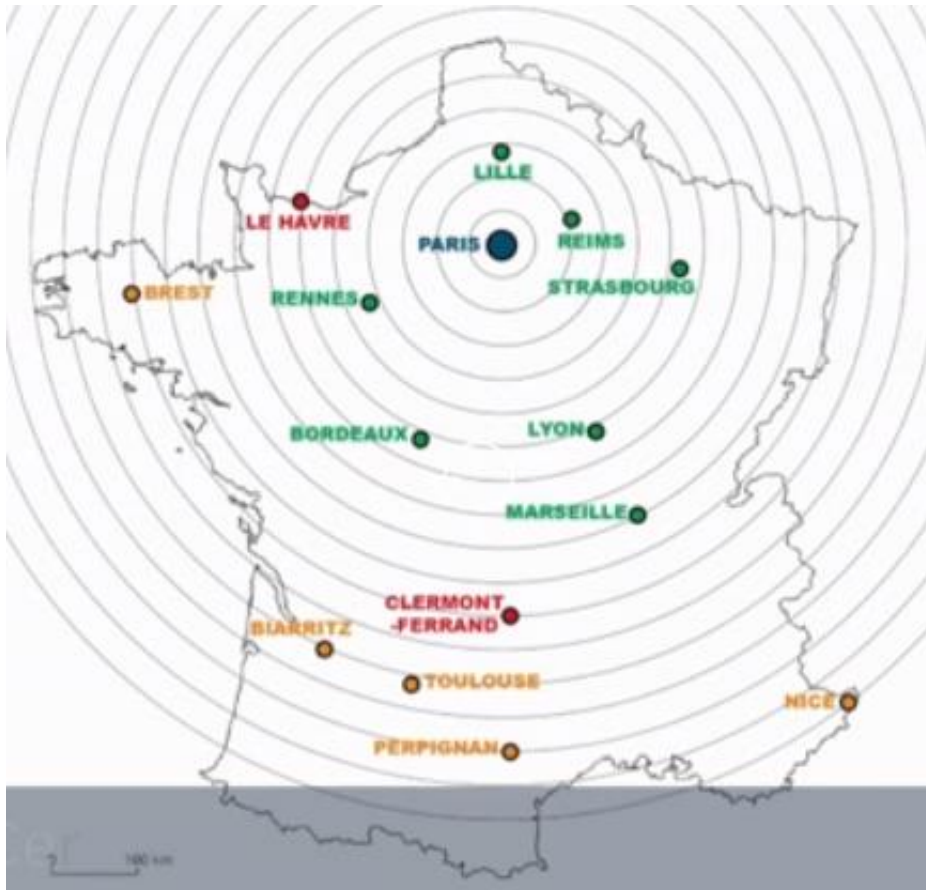 LILLE
LE HAVRE
PARIS
REIMS
STRASBOURG
BREST
RENNES
BORDEAUX
LYON
MARSEILLE
CLERMONT
-FERRAND
BIARRITZ
TOULOUSE
NICE
PERPIGNAN
100 km